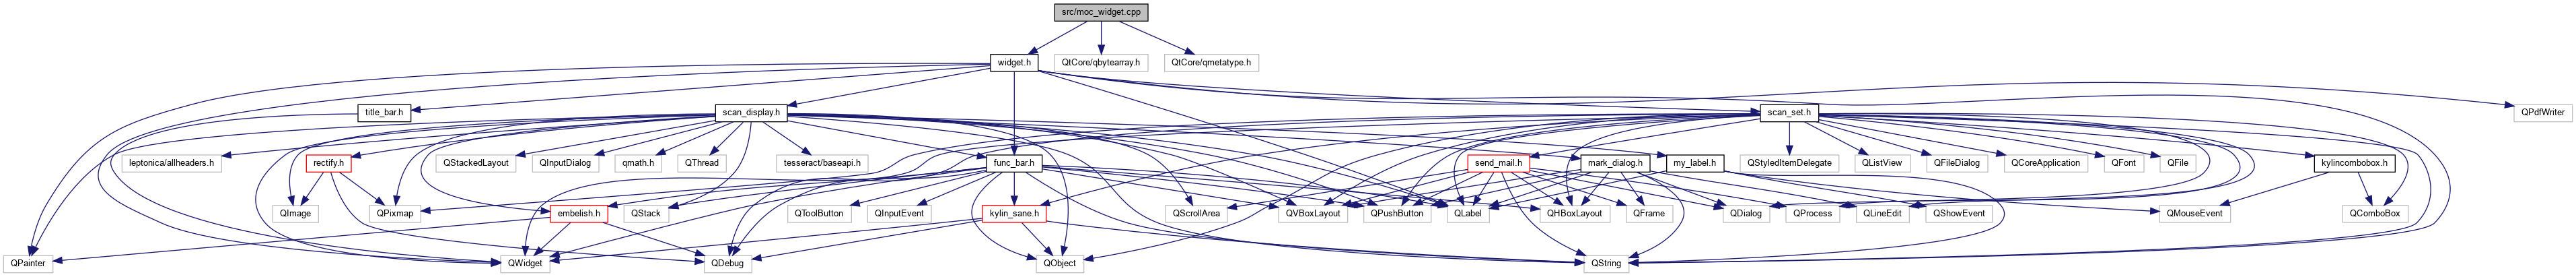 src/moc_widget.cpp
widget.h
QtCore/qbytearray.h
QtCore/qmetatype.h
title_bar.h
scan_display.h
scan_set.h
QPdfWriter
leptonica/allheaders.h
rectify.h
QStackedLayout
QInputDialog
qmath.h
QThread
tesseract/baseapi.h
func_bar.h
send_mail.h
mark_dialog.h
my_label.h
QStyledItemDelegate
QListView
QFileDialog
QCoreApplication
QFont
QFile
kylincombobox.h
QImage
QPixmap
embelish.h
QStack
QToolButton
QInputEvent
kylin_sane.h
QScrollArea
QVBoxLayout
QPushButton
QLabel
QHBoxLayout
QFrame
QDialog
QProcess
QLineEdit
QShowEvent
QMouseEvent
QComboBox
QPainter
QWidget
QDebug
QObject
QString